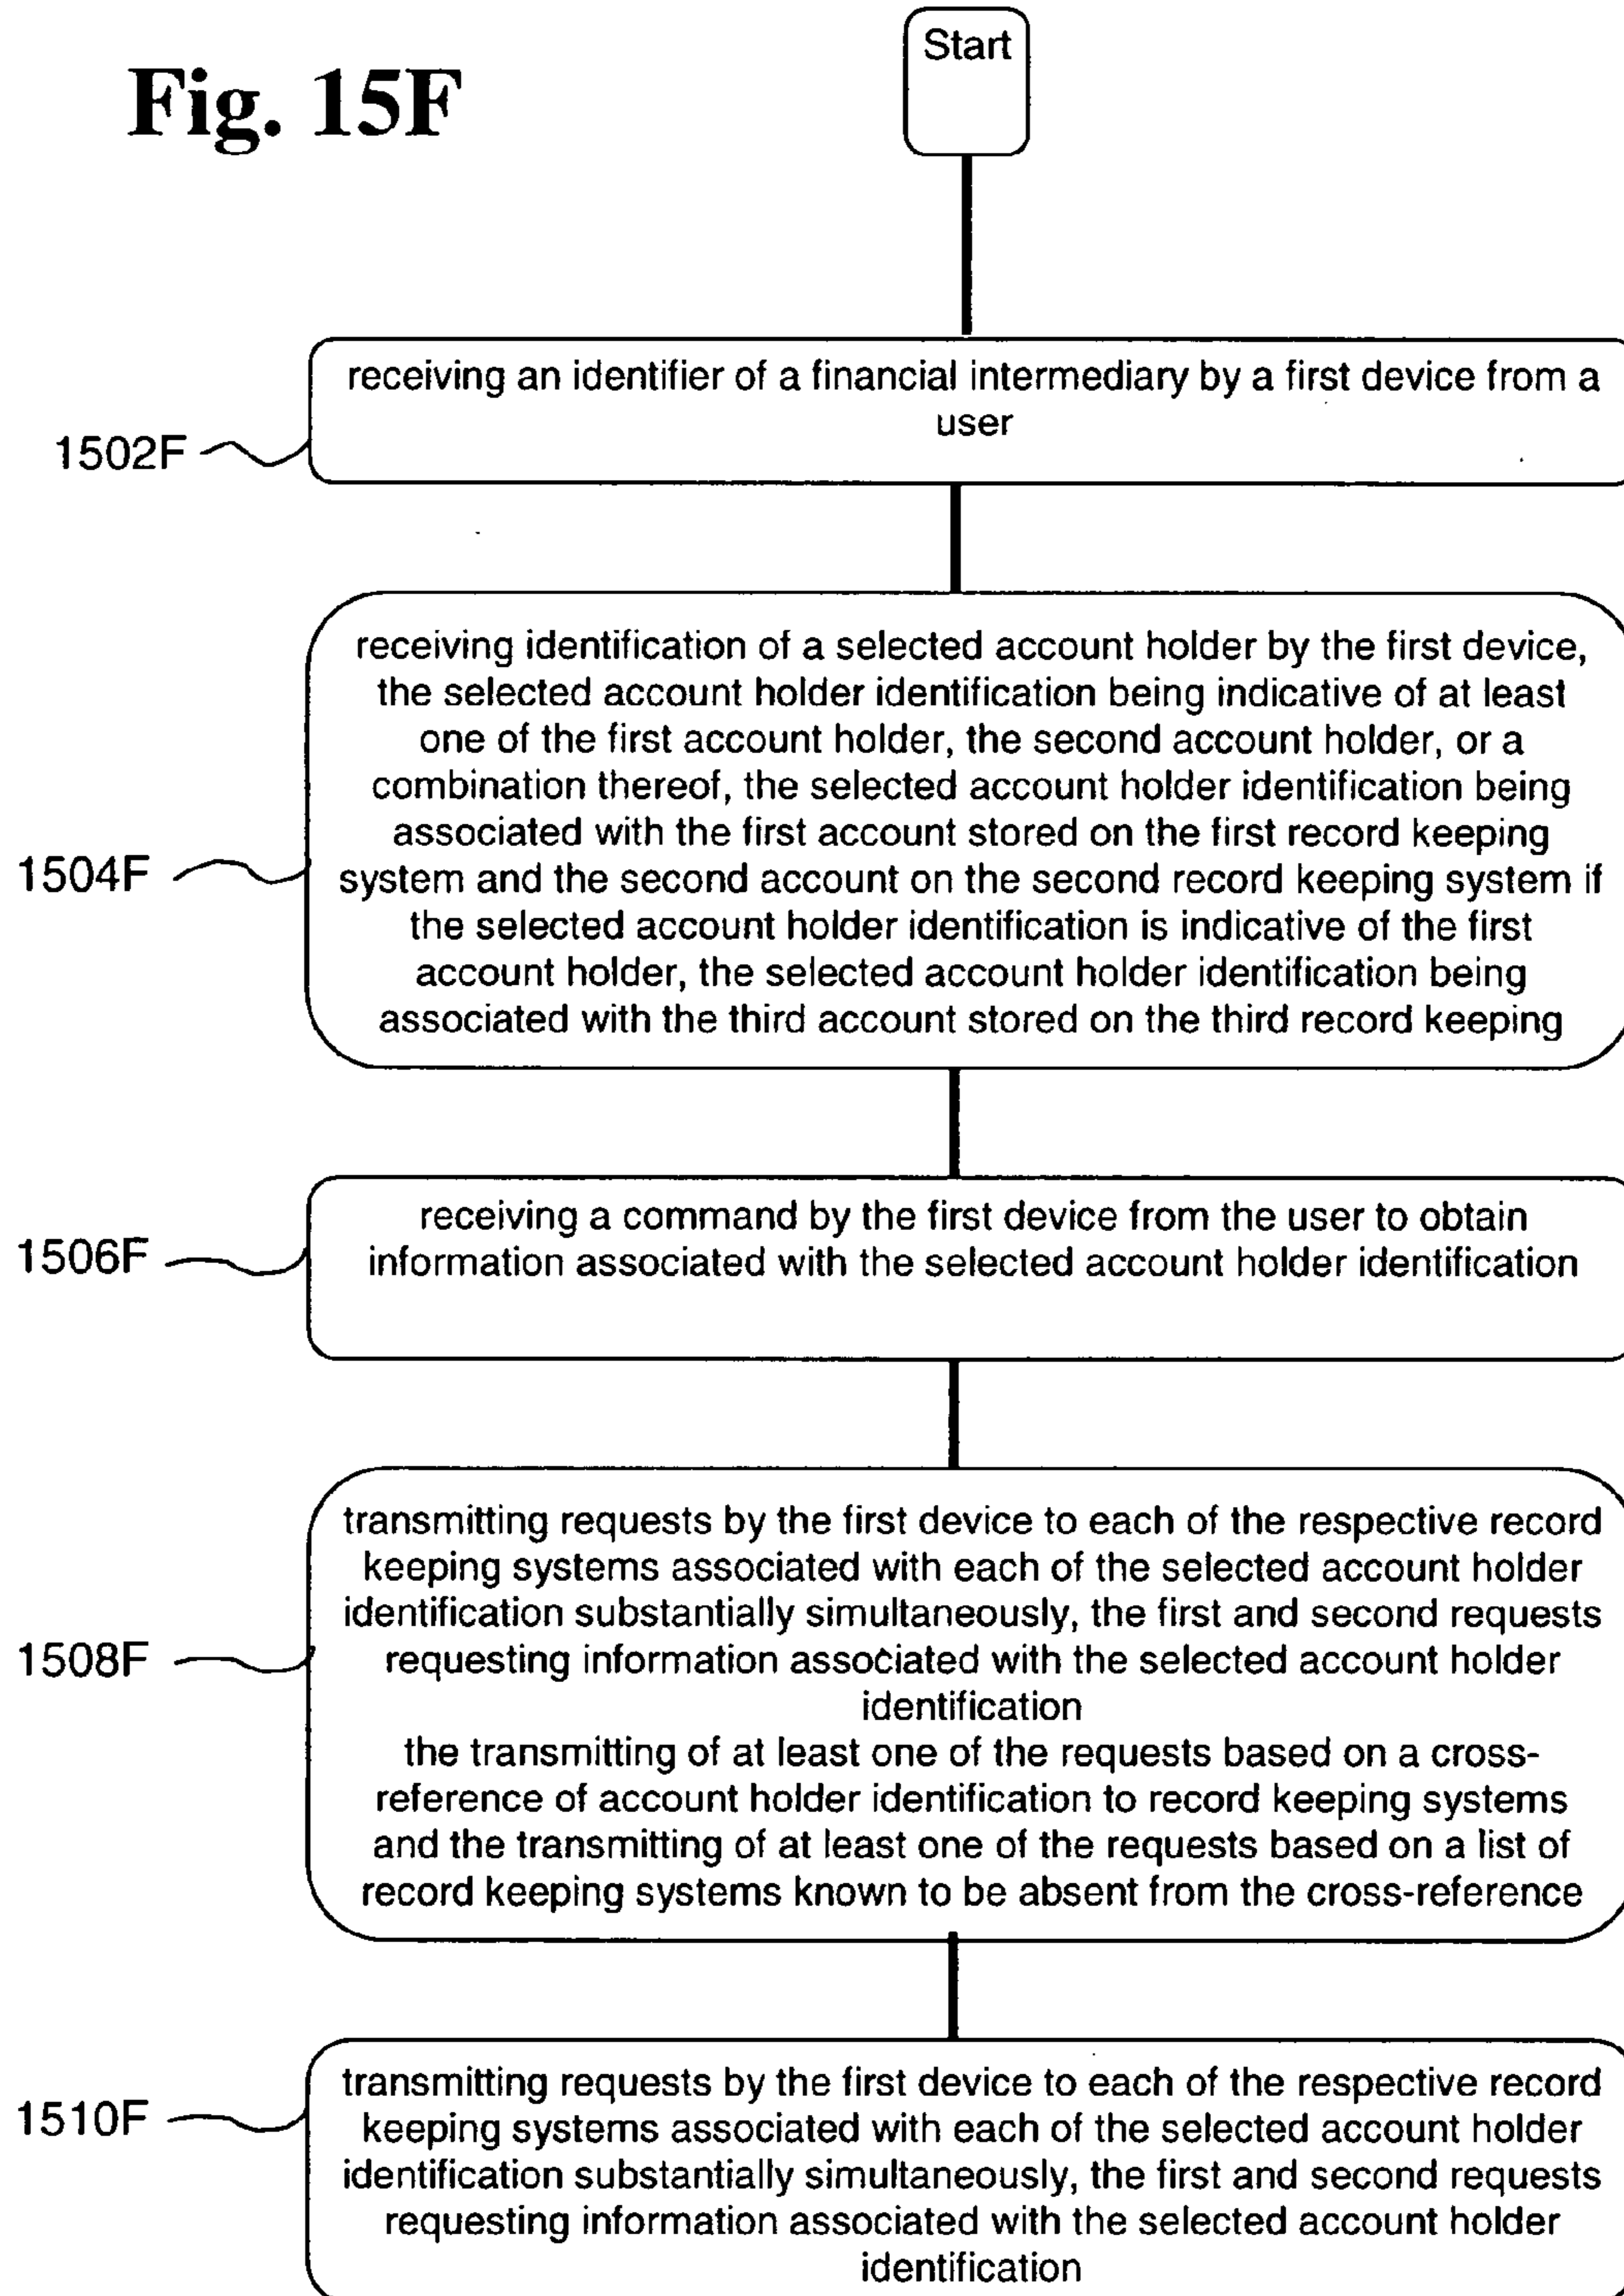 Fig. 15F
Start
receiving an identifier of a financial intermediary by a first device from a
user
1502F
receiving identification of a selected account holder by the first device,
the selected account holder identification being indicative of at least
one of the first account holder, the second account holder, or a
combination thereof, the selected account holder identification being
associated with the first account stored on the first record keeping
system and the second account on the second record keeping system if
the selected account holder identification is indicative of the first
account holder, the selected account holder identification being
associated with the third account stored on the third record keeping
1504F
receiving a command by the first device from the user to obtain
information associated with the selected account holder identification
1506F
transmitting requests by the first device to each of the respective record
keeping systems associated with each of the selected account holder
identification substantially simultaneously, the first and second requests
requesting information associated with the selected account holder
identification
the transmitting of at least one of the requests based on a cross-
reference of account holder identification to record keeping systems
and the transmitting of at least one of the requests based on a list of
record keeping systems known to be absent from the cross-reference
1508F
transmitting requests by the first device to each of the respective record
keeping systems associated with each of the selected account holder
identification substantially simultaneously, the first and second requests
requesting information associated with the selected account holder
identification
1510F